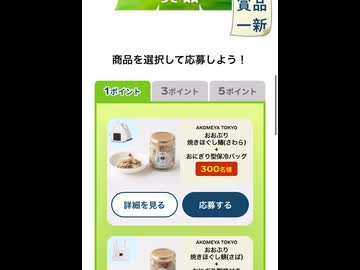 賞品
一新
商品を選択して応募しよう！
1ポイント
3ポイント
5ポイント
AKOMEYA TOKYO
おおぶり
焼きほぐし鰆(さわら)
+
おにぎり型保冷バッグ
300名様
詳細を見る
応募する
AKOMEYA TOKYO
おおぶり
焼きほぐし鯖(さば)
+